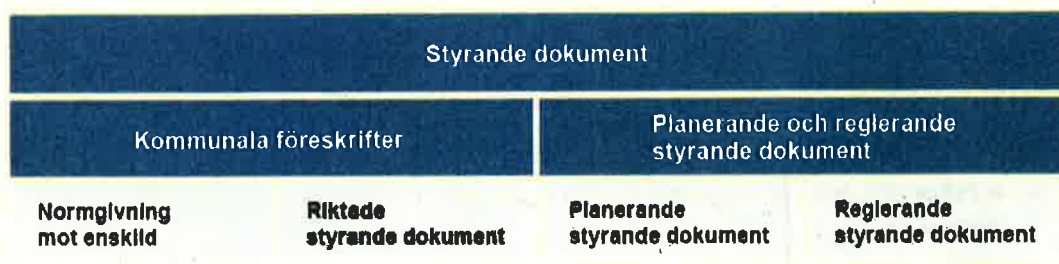 Styrande dokument
Kommunala föreskrifter
Planerande och reglerande
styrande dokument
Normgivning
mot enskild
Riktade
styrande dokument
Planerande
styrande dokument
Reglerande
styrande dokument